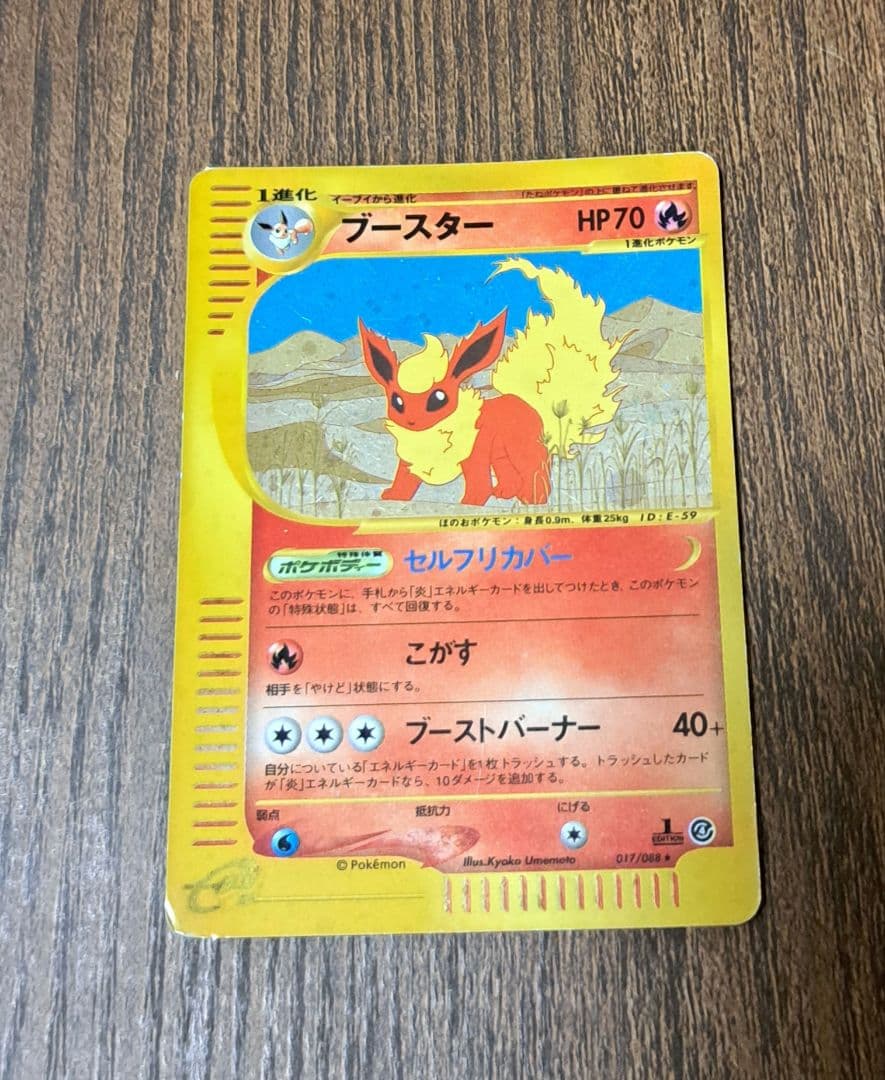 1進化 イーブイから進化 「たねポケモン」の上に重ねて進化させます。
ブースター HP70
1進化ポケモン
ほのおポケモン：身長0.9m、体重25kg ID：E-59
特殊体質
ポケボディー セルフリカバー
このポケモンに、手札から「炎」エネルギーカードを出してつけたとき、このポケモン
の「特殊状態」は、すべて回復する。
こがす
相手を「やけど」状態にする。
ブーストバーナー 40+
自分についている「エネルギーカード」を1枚トラッシュする。トラッシュしたカード
が「炎」エネルギーカードなら、10ダメージを追加する。
弱点 抵抗力 にげる
1
EDITION
© Pokémon Illus.Kyoko Umemoto 017/088 ★